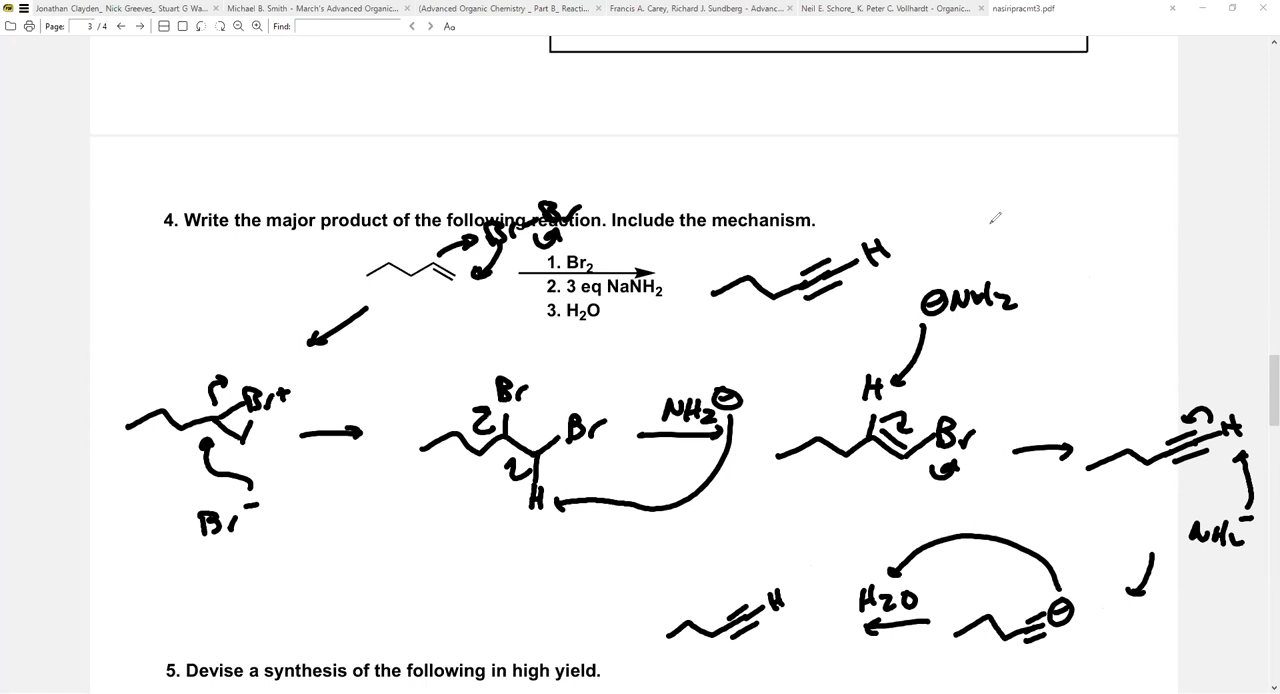 Jonathan Clayden_ Nick Greeves_ Stuart G Wa...
Michael B. Smith - March's Advanced Organic...
(Advanced Organic Chemistry _ Part B_ Reacti...
Francis A. Carey, Richard J. Sundberg - Advanc...
Neil E. Schore_ K. Peter C. Vollhardt - Organic...
nasiripracmt3.pdf
Page: 3 / 4
Find:
Aa
4. Write the major product of the following reaction. Include the mechanism.
Br Br
1. Br₂
2. 3 eq NaNH₂
3. H₂O
H
⊖NH2
Br+
Br⁻
Br
Br
H
NH2 ⊖
H
Br
H
NH2⁻
⊖
H2O
H
5. Devise a synthesis of the following in high yield.